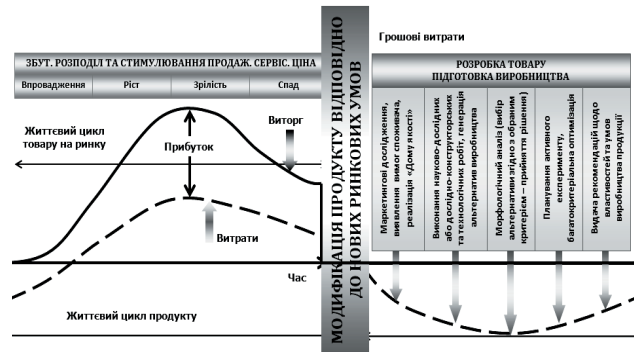 Грошові витрати
ЗБУТ. РОЗПОДІЛ ТА СТИМУЛЮВАННЯ ПРОДАЖ. СЕРВІС. ЦІНА
Впровадження Ріст Зрілість Спад
Життєвий цикл
товару на ринку
Прибуток
Виторг
Витрати
Час
Життєвий цикл продукту
МОДИФІКАЦІЯ ПРОДУКТУ ВІДПОВІДНО
ДО НОВИХ РИНКОВИХ УМОВ
РОЗРОБКА ТОВАРУ
ПІДГОТОВКА ВИРОБНИЦТВА
Маркетингові дослідження,
виявлення вимог споживача,
реалізація «Дому якості»
Виконання науково-дослідних
або дослідно-конструкторських
та технологічних робіт, генерація
альтернатив виробництва
Морфологічний аналіз (вибір
альтернативи згідно з обраним
критерієм – прийняття рішення)
Планування активного
експерименту,
багатокритеріальна оптимізація
Видача рекомендацій щодо
властивостей та умов
виробництва продукції